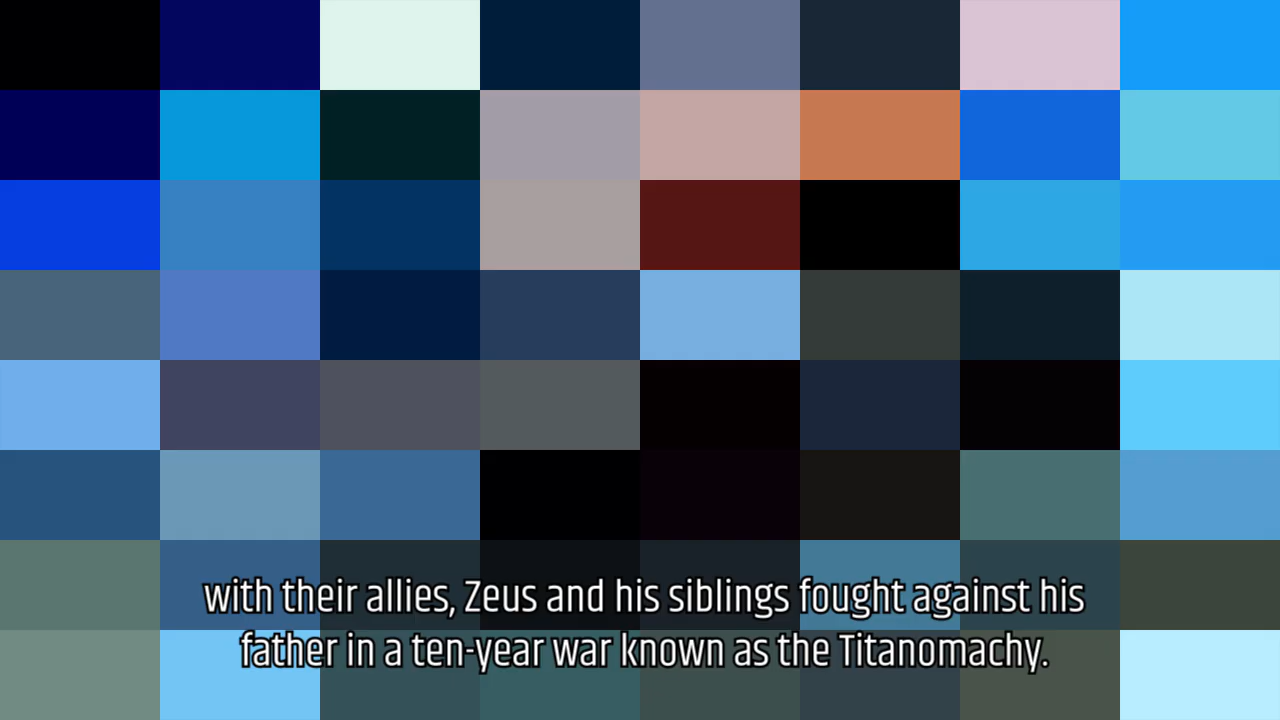 with their allies, Zeus and his siblings fought against his
father in a ten-year war known as the Titanomachy.